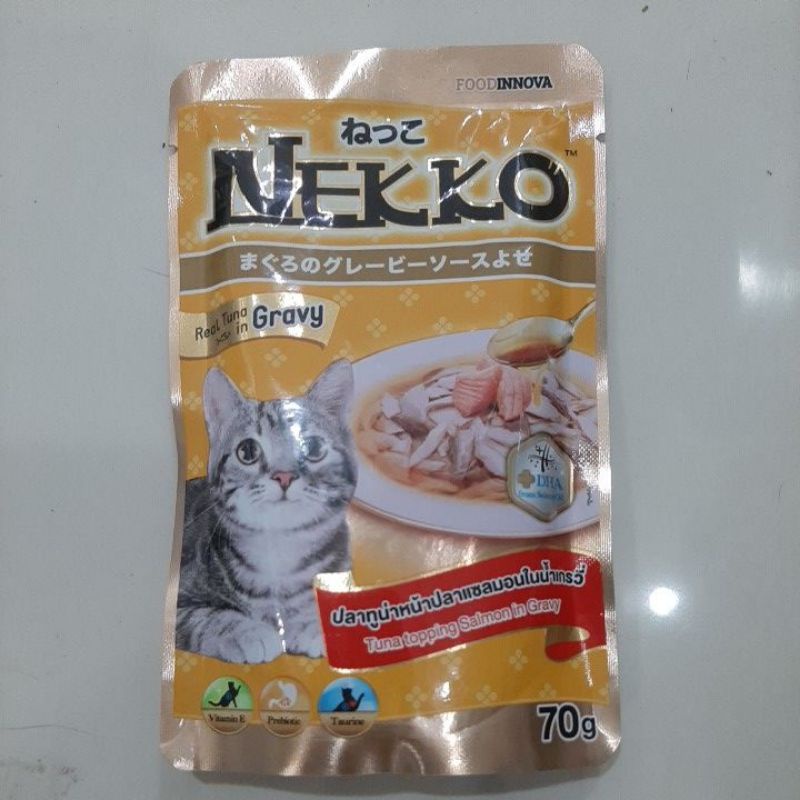 FOODINNOVA
ねっこ
NEKKO™
まぐろのグレービーソースよせ
Real Tuna
in Gravy
DHA
ปลาทูน่าหน้าปลาแซลมอนในน้ำเกรวี่
Tuna topping Salmon in Gravy
Vitamin E
Prebiotic
Taurine
70g